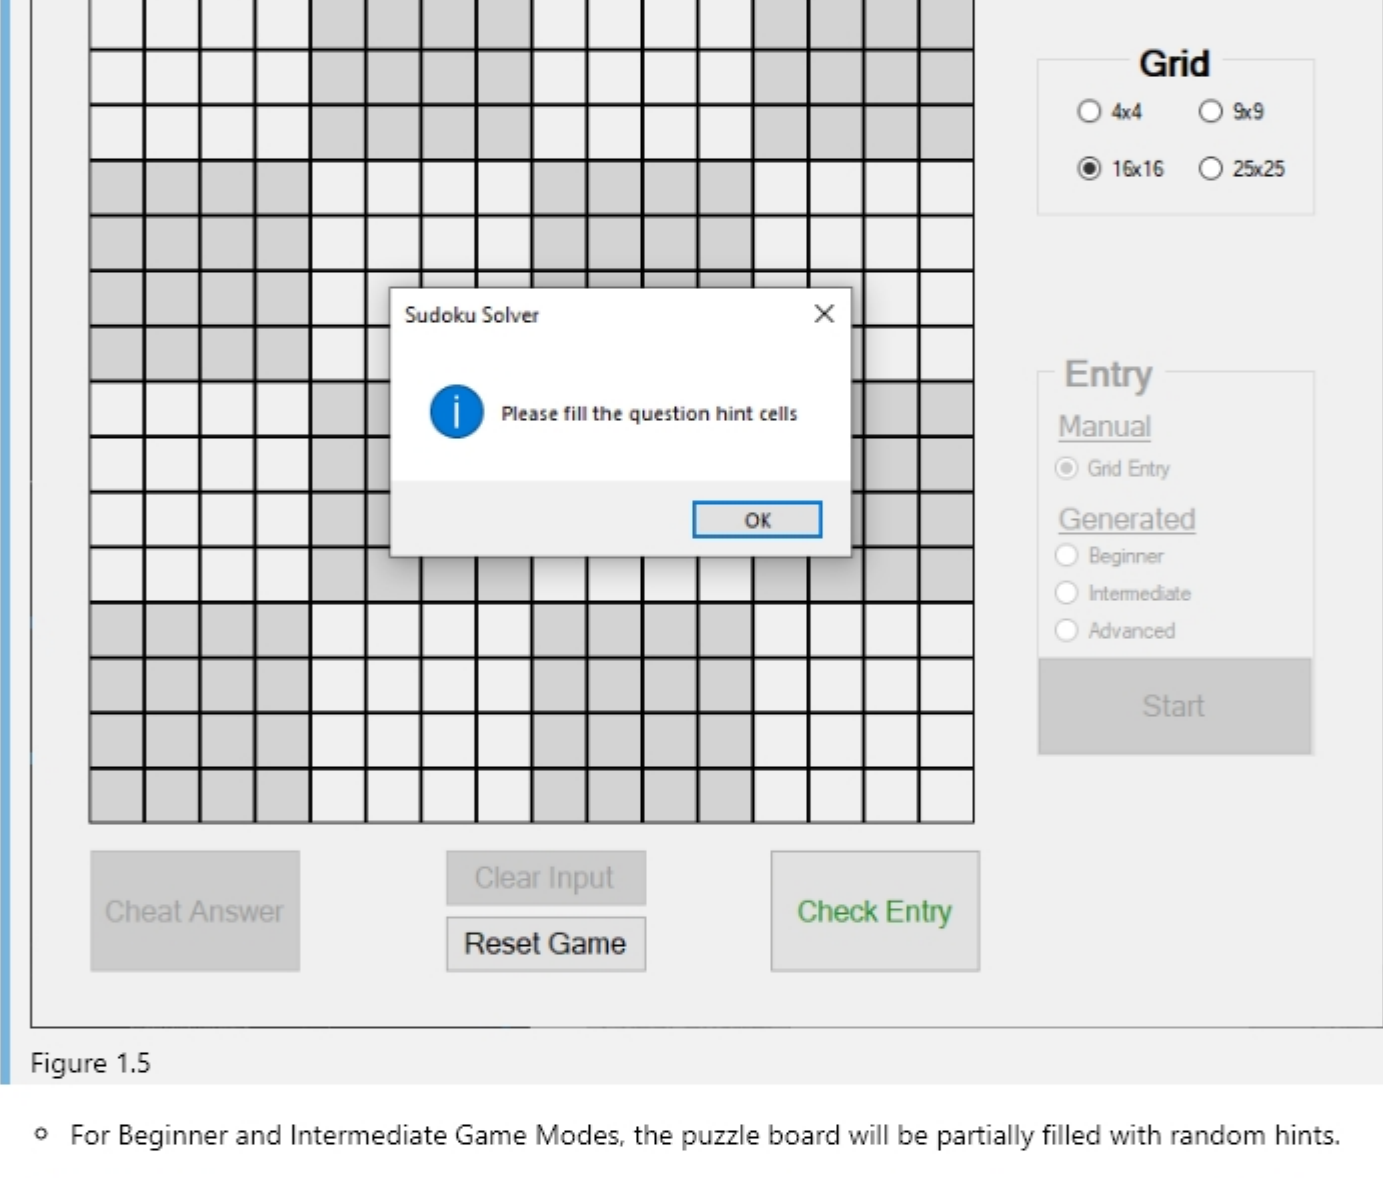 Grid
4x4 9x9
16x16 25x25
Sudoku Solver
Please fill the question hint cells
OK
Entry
Manual
Grid Entry
Generated
Beginner
Intermediate
Advanced
Start
Cheat Answer
Clear Input
Reset Game
Check Entry
Figure 1.5
For Beginner and Intermediate Game Modes, the puzzle board will be partially filled with random hints.